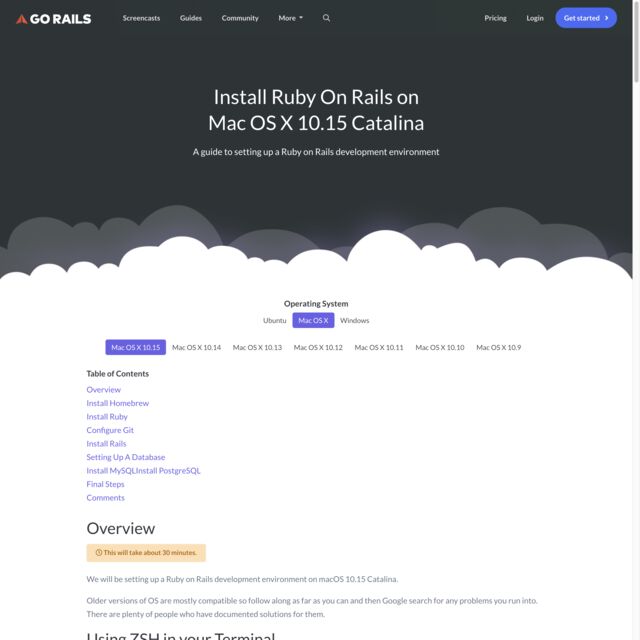 GO RAILS
Screencasts Guides Community More
Pricing Login Get started
Install Ruby On Rails on
Mac OS X 10.15 Catalina
A guide to setting up a Ruby on Rails development environment
Operating System
Ubuntu Mac OS X Windows
Mac OS X 10.15 Mac OS X 10.14 Mac OS X 10.13 Mac OS X 10.12 Mac OS X 10.11 Mac OS X 10.10 Mac OS X 10.9
Table of Contents
Overview
Install Homebrew
Install Ruby
Configure Git
Install Rails
Setting Up A Database
Install MySQLInstall PostgreSQL
Final Steps
Comments
Overview
This will take about 30 minutes.
We will be setting up a Ruby on Rails development environment on macOS 10.15 Catalina.
Older versions of OS are mostly compatible so follow along as far as you can and then Google search for any problems you run into.
There are plenty of people who have documented solutions for them.
Using ZSH in your Terminal